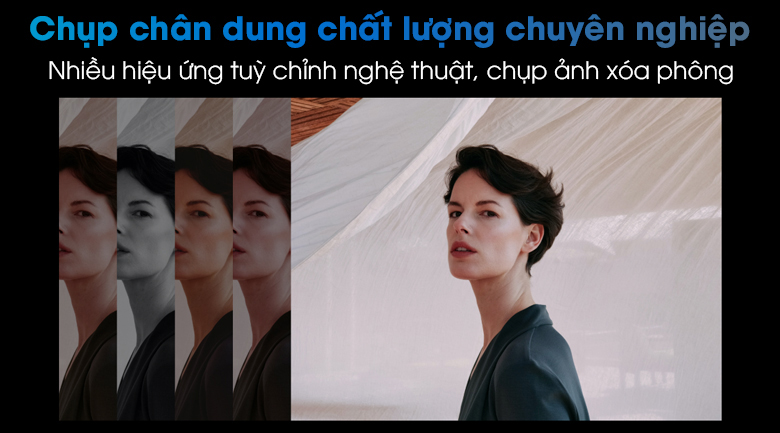 Chụp chân dung chất lượng chuyên nghiệp
Nhiều hiệu ứng tuỳ chỉnh nghệ thuật, chụp ảnh xóa phông